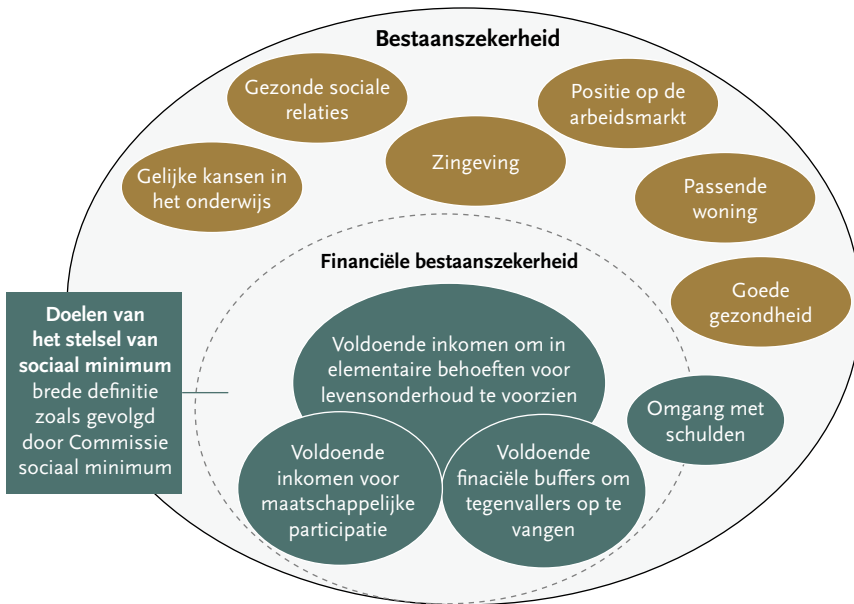 Bestaanszekerheid
Gezonde sociale
relaties
Positie op de
arbeidsmarkt
Zingeving
Gelijke kansen in
het onderwijs
Passende
woning
Financiële bestaanszekerheid
Goede
gezondheid
Doelen van
het stelsel van
sociaal minimum
brede definitie
zoals gevolgd
door Commissie
sociaal minimum
Voldoende inkomen om in
elementaire behoeften voor
levensonderhoud te voorzien
Omgang met
schulden
Voldoende
inkomen voor
maatschappelijke
participatie
Voldoende
finaciële buffers om
tegenvallers op te
vangen